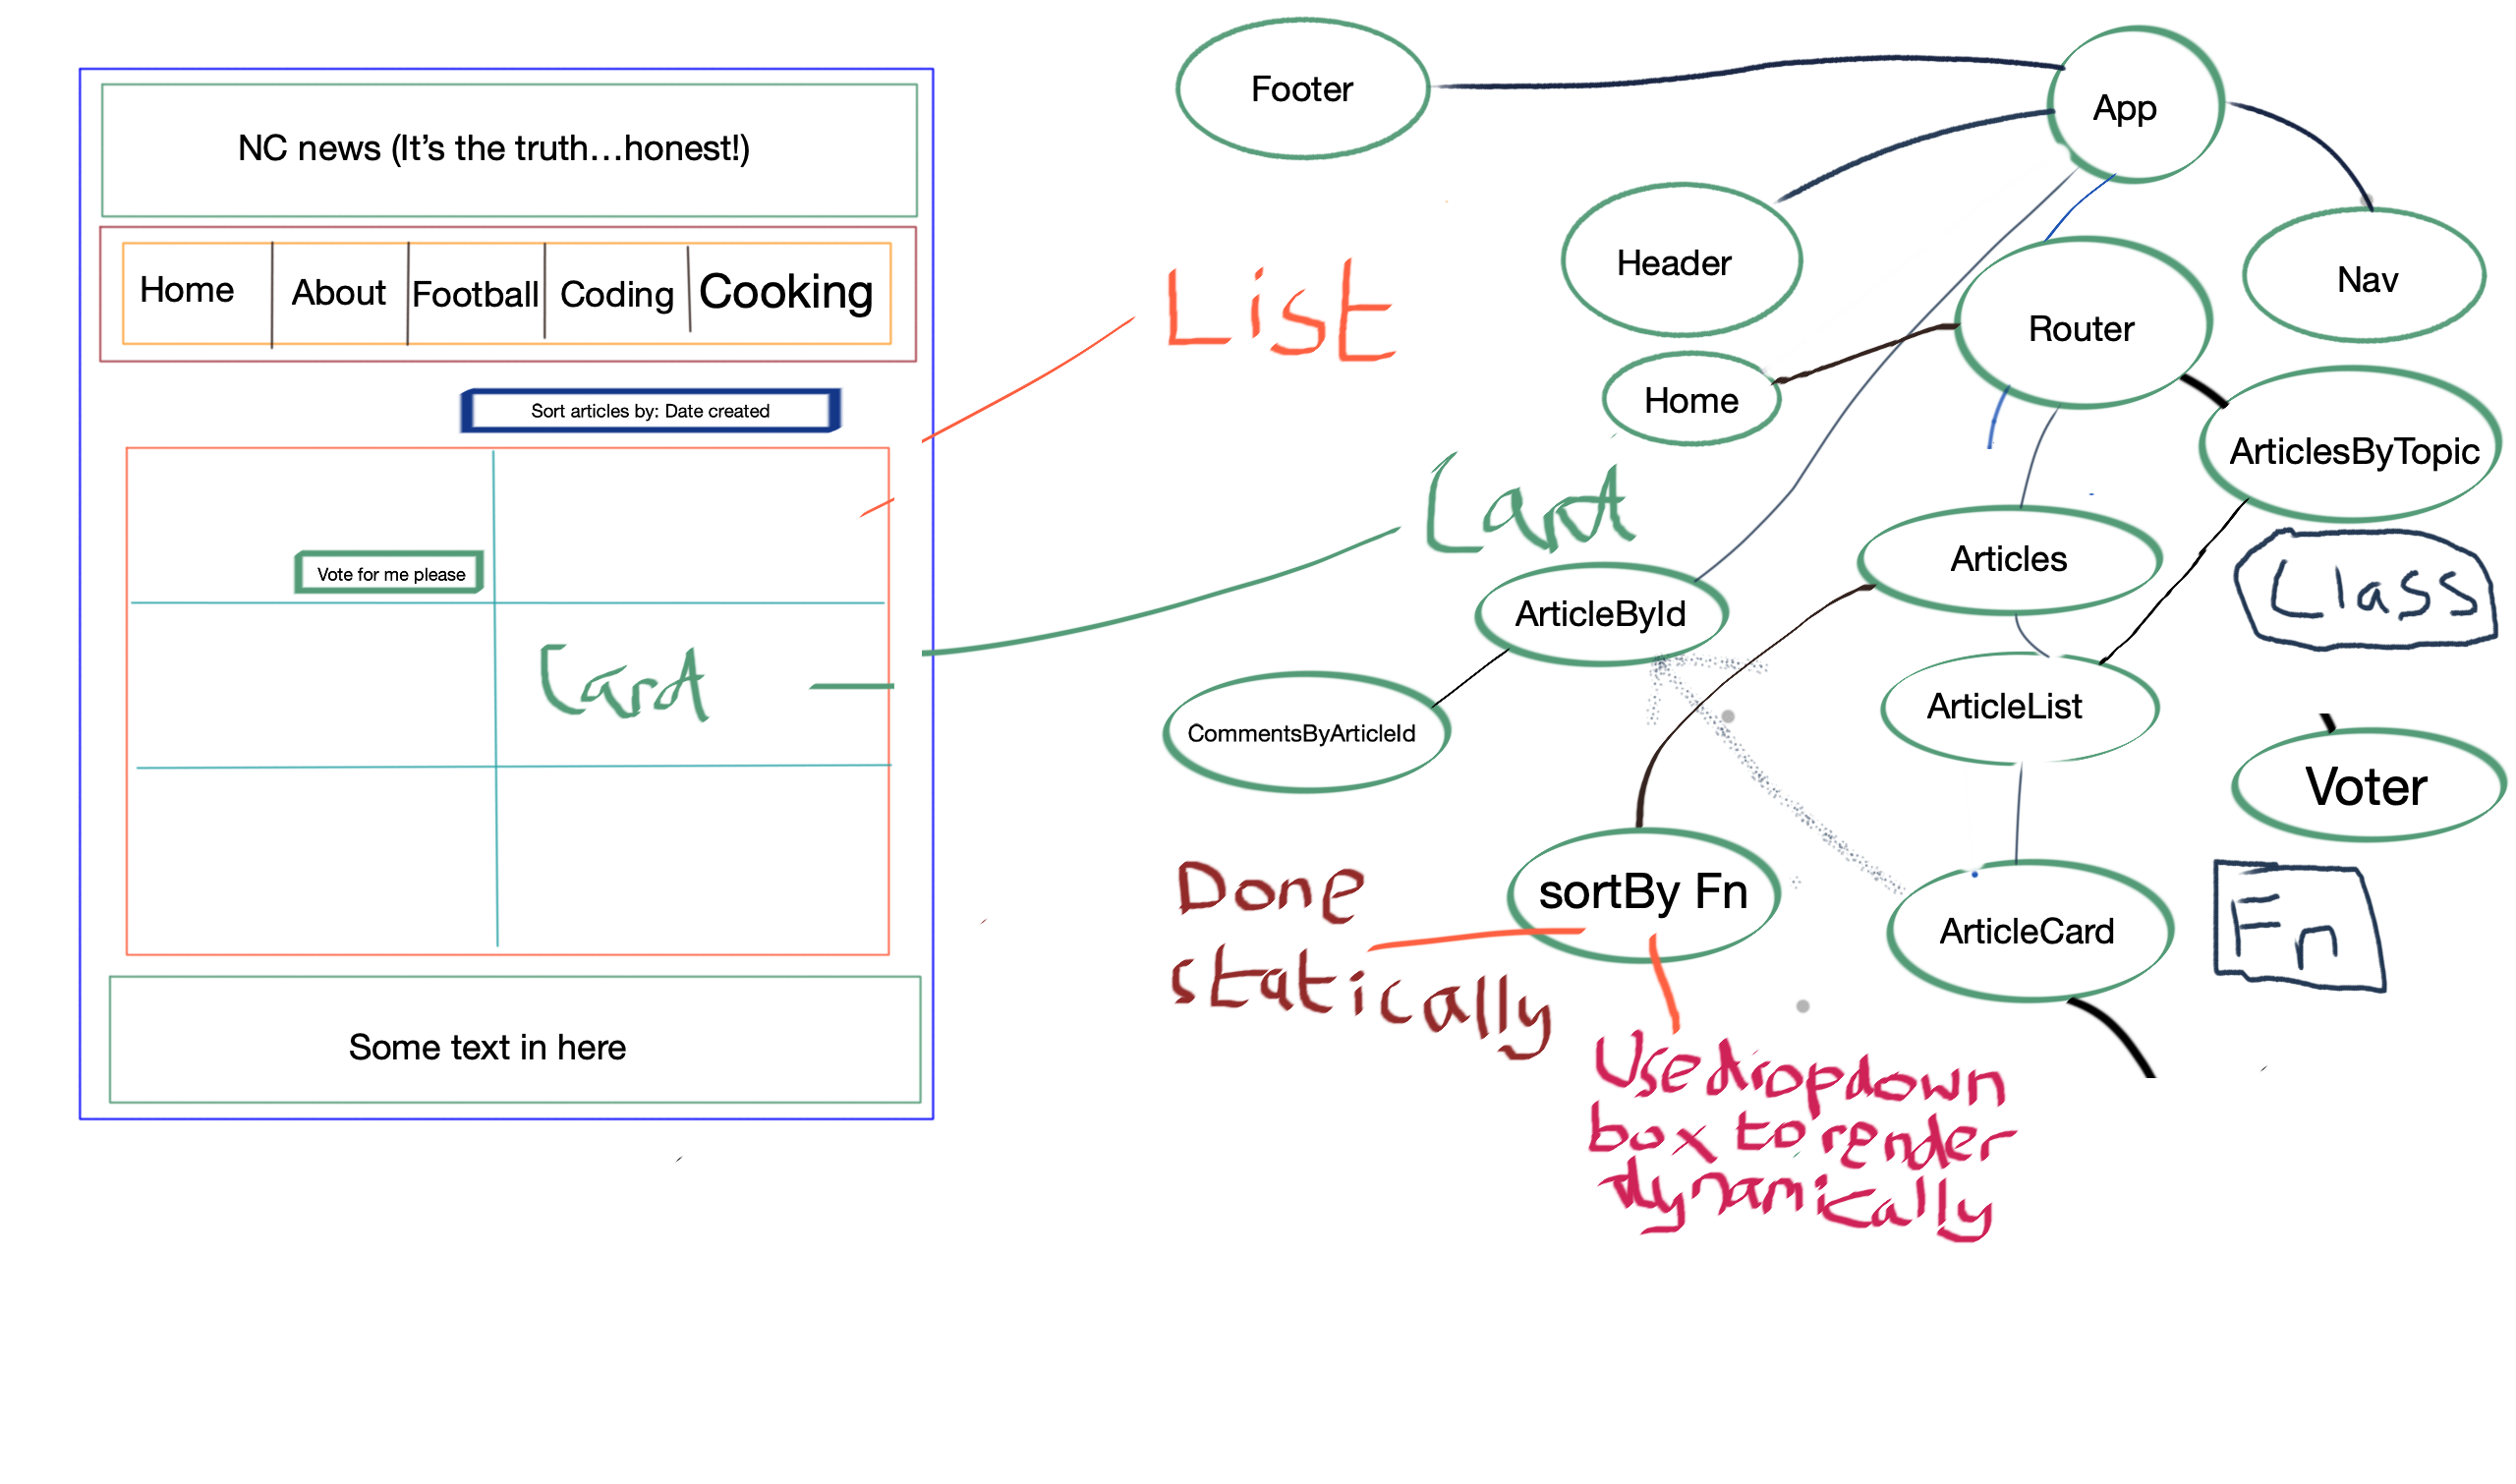 NC news (It's the truth...honest!)
Home
About
Football
Coding
Cooking
Sort articles by: Date created
Vote for me please
Card
Some text in here
List
Card
Footer
App
Header
Nav
Router
Home
ArticlesByTopic
Articles
ArticleById
Class
CommentsByArticleId
ArticleList
Voter
sortBy Fn
ArticleCard
Fn
Done
statically
Use dropdown
box to render
dynamically